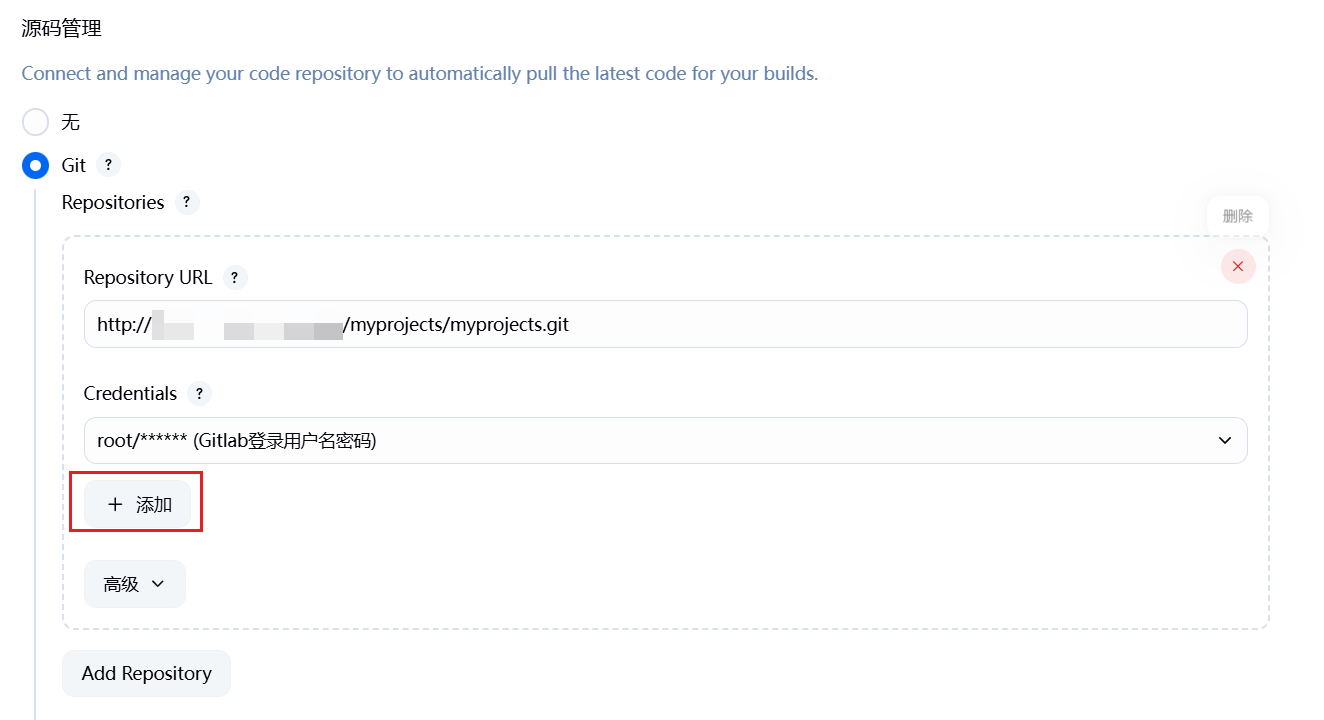 源码管理
Connect and manage your code repository to automatically pull the latest code for your builds.
无
Git ?
Repositories ?
删除
Repository URL ?
http:// /myprojects/myprojects.git
Credentials ?
root/****** (Gitlab登录用户名密码)
+ 添加
高级
Add Repository